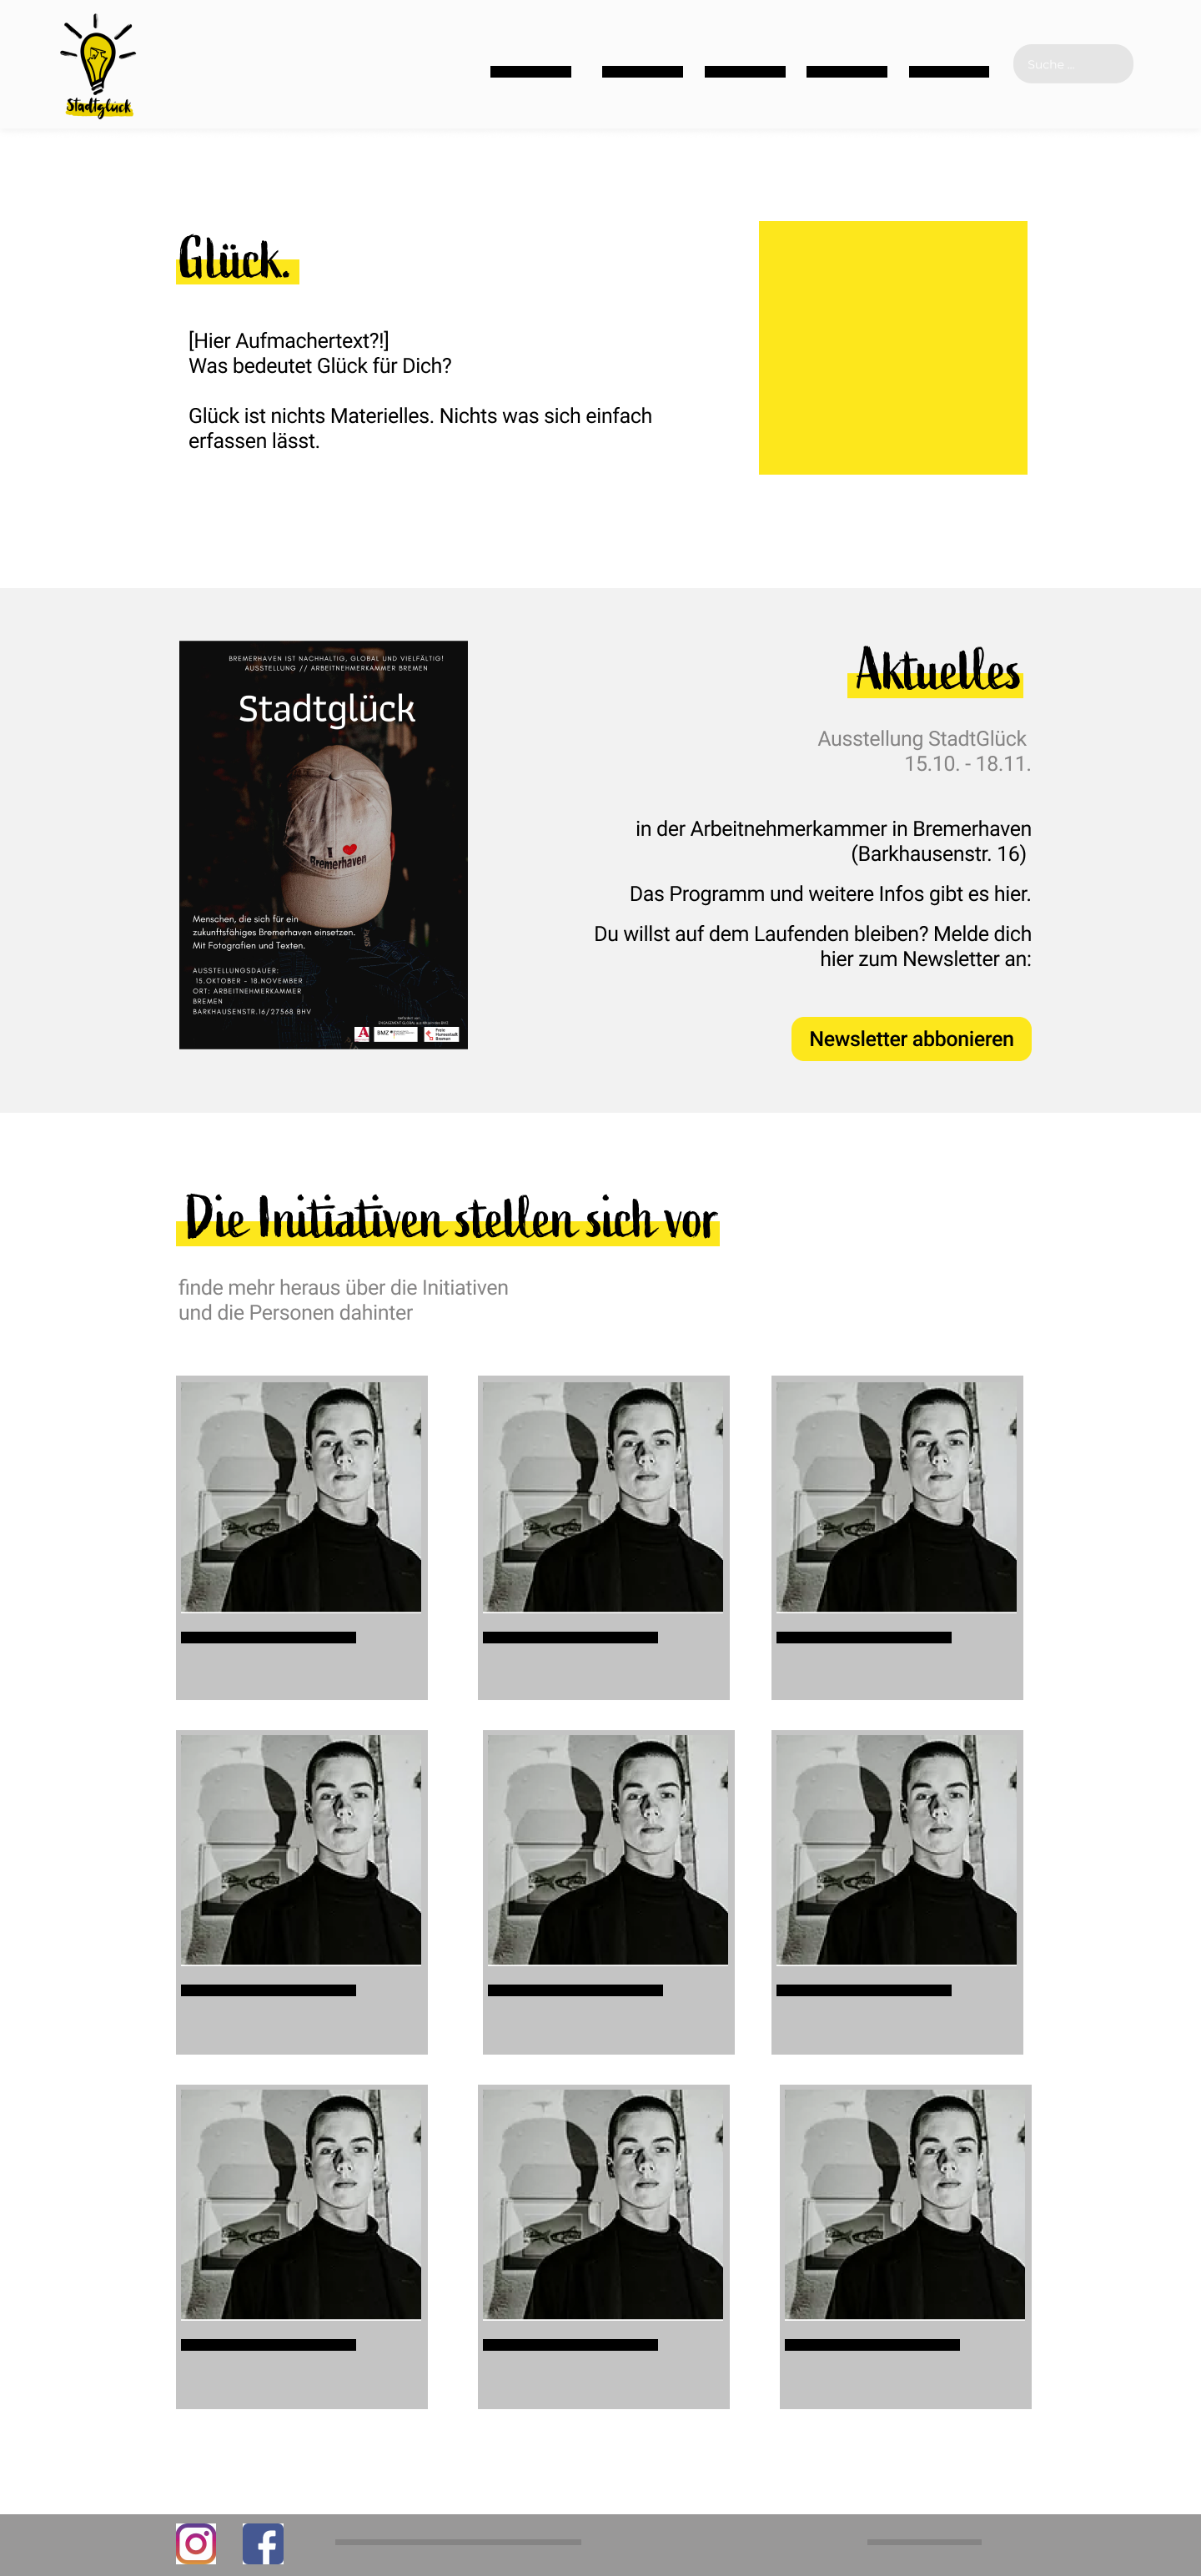 Stadtglück
Suche ...
Glück.
[Hier Aufmachertext?!]
Was bedeutet Glück für Dich?
Glück ist nichts Materielles. Nichts was sich einfach
erfassen lässt.
BREMERHAVEN IST NACHHALTIG, GLOBAL UND VIELFÄLTIG!
AUSSTELLUNG // ARBEITNEHMERKAMMER BREMEN
Stadtglück
I
Bremerhaven
Menschen, die sich für ein
zukunftsfähiges Bremerhaven einsetzen.
Mit Fotografien und Texten.
AUSSTELLUNGSDAUER:
15.OKTOBER - 18.NOVEMBER
ORT: ARBEITNEHMERKAMMER
BREMEN
BARKHAUSENSTR.16/27568 BHV
BMZ
Freie
Hansestadt
Bremen
Aktuelles
Ausstellung StadtGlück
15.10. - 18.11.
in der Arbeitnehmerkammer in Bremerhaven
(Barkhausenstr. 16)
Das Programm und weitere Infos gibt es hier.
Du willst auf dem Laufenden bleiben? Melde dich
hier zum Newsletter an:
Newsletter abbonieren
Die Initiativen stellen sich vor
finde mehr heraus über die Initiativen
und die Personen dahinter